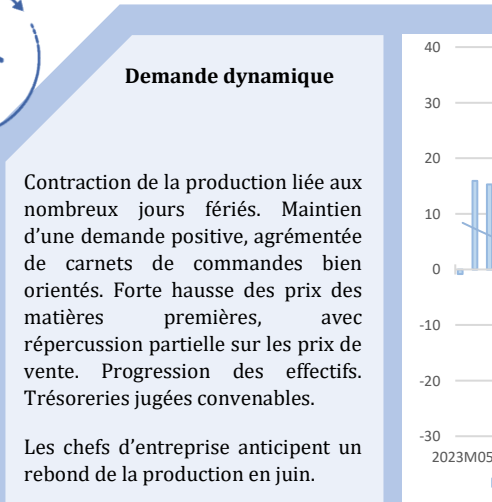 Demande dynamique
Contraction de la production liée aux
nombreux jours fériés. Maintien
d’une demande positive, agrémentée
de carnets de commandes bien
orientés. Forte hausse des prix des
matières premières, avec
répercussion partielle sur les prix de
vente. Progression des effectifs.
Trésoreries jugées convenables.
Les chefs d’entreprise anticipent un
rebond de la production en juin.
40
30
20
10
0
-10
-20
-30
2023M05